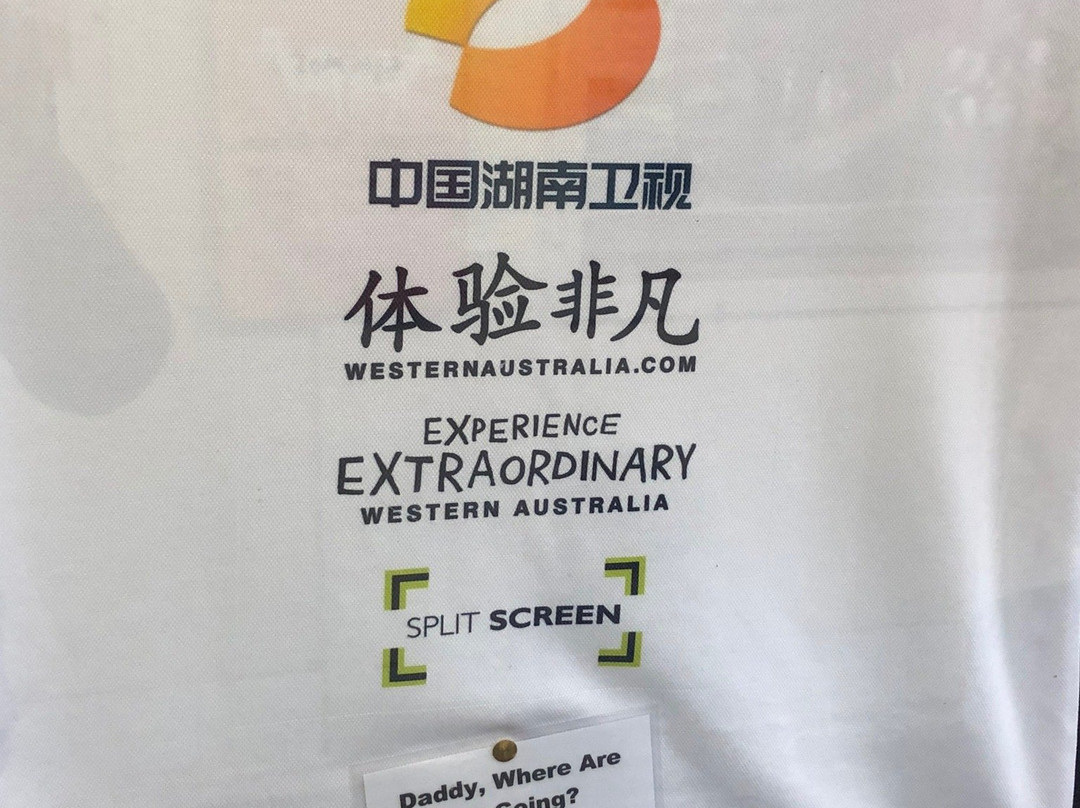 中国湖南卫视
体验非凡
WESTERNAUSTRALIA.COM
EXPERIENCE
EXTRAORDINARY
WESTERN AUSTRALIA
SPLIT SCREEN
Daddy, Where Are
Going?